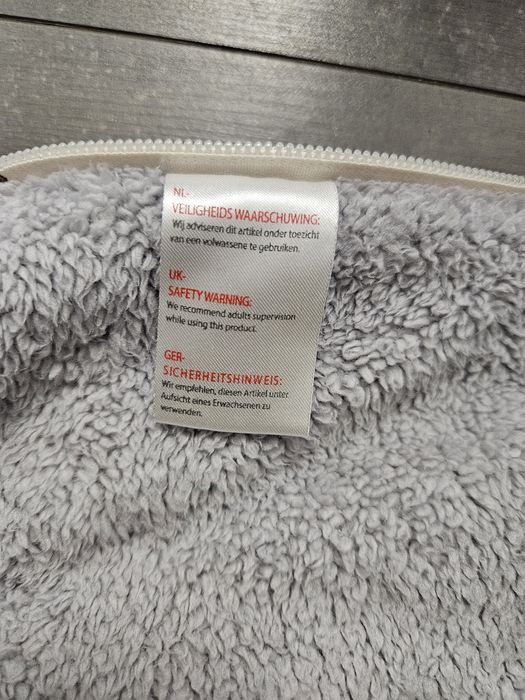 NL-
VEILIGHEIDS WAARSCHUWING:
Wij adviseren dit artikel onder toezicht
van een volwassene te gebruiken.
UK-
SAFETY WARNING:
We recommend adults supervision
while using this product.
GER-
SICHERHEITSHINWEIS:
Wir empfehlen, diesen Artikel unter
Aufsicht eines Erwachsenen zu
verwenden.